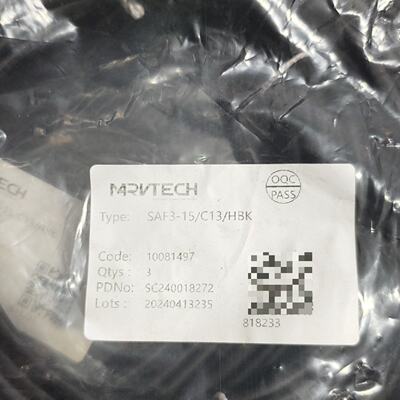 MRVTECH
OQC
PASS
Type: SAF3-15/C13/HBK
Code: 10081497
Qtys : 3
PDNo: SC240018272
Lots : 20240413235
818233